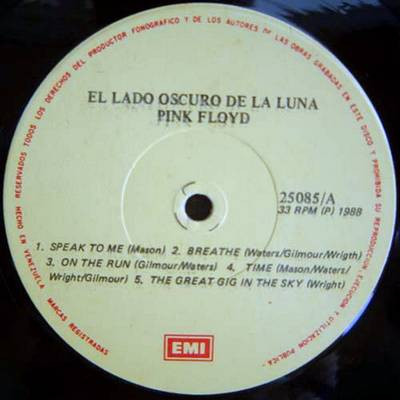 RESERVADOS TODOS LOS DERECHOS DEL PRODUCTOR FONOGRAFICO Y DE LOS AUTORES DE LAS OBRAS GRABADAS EN ESTE DISCO Y PROHIBIDA SU REPRODUCCION, EJECUCION Y UTILIZACION PUBLICA
HECHO EN VENEZUELA MARCAS REGISTRADAS
EL LADO OSCURO DE LA LUNA
PINK FLOYD
25085/A
33 RPM (P) 1988
1. SPEAK TO ME (Mason) 2. BREATHE (Waters/Gilmour/Wrigth)
3. ON THE RUN (Gilmour/Waters) 4. TIME (Mason/Waters/
Wright/Gilmour) 5. THE GREAT GIG IN THE SKY (Wright)
EMI